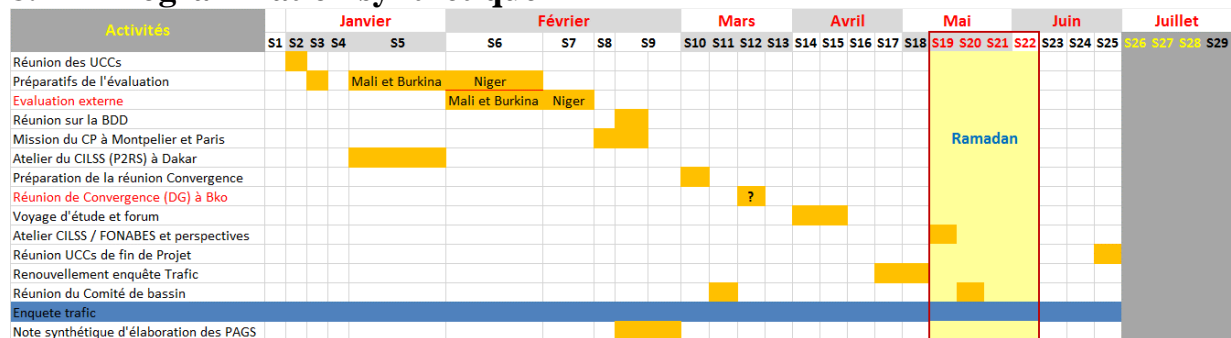 Activités Janvier Février Mars Avril Mai Juin Juillet
S1 S2 S3 S4 S5 S6 S7 S8 S9 S10 S11 S12 S13 S14 S15 S16 S17 S18 S19 S20 S21 S22 S23 S24 S25 S26 S27 S28 S29
Réunion des UCCs
Préparatifs de l'évaluation Mali et Burkina Niger
Evaluation externe Mali et Burkina Niger
Réunion sur la BDD
Mission du CP à Montpelier et Paris Ramadan
Atelier du CILSS (P2RS) à Dakar
Préparation de la réunion Convergence
Réunion de Convergence (DG) à Bko ?
Voyage d'étude et forum
Atelier CILSS / FONABES et perspectives
Réunion UCCs de fin de Projet
Renouvellement enquête Trafic
Réunion du Comité de bassin
Enquete trafic
Note synthétique d'élaboration des PAGS